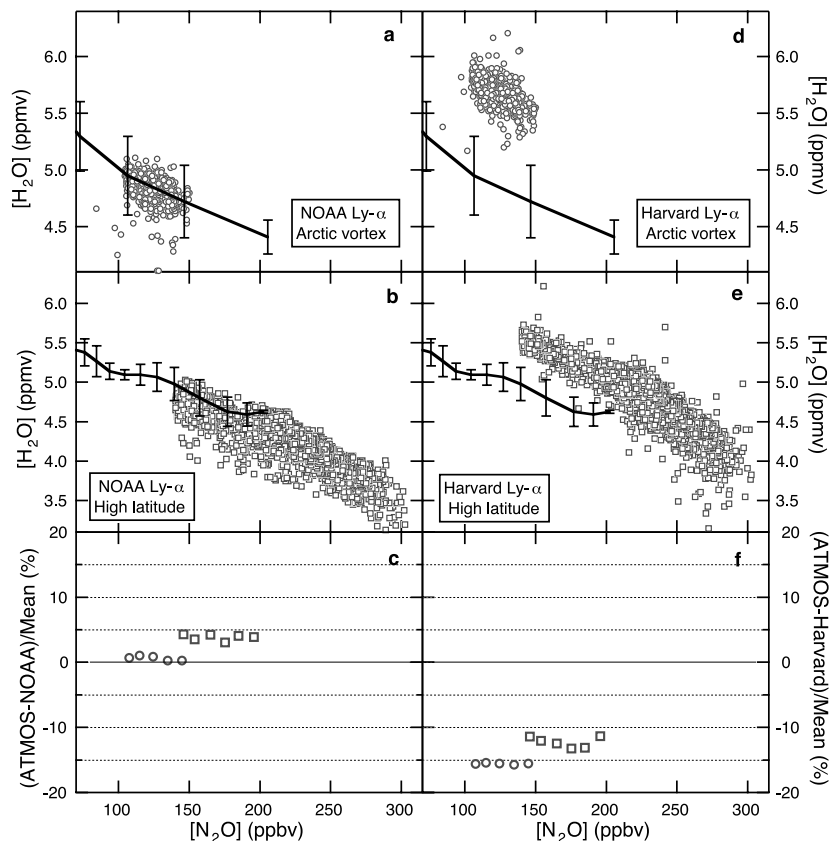 a
d
6.0
5.5
5.0
4.5
[H2O] (ppmv)
NOAA Ly-α
Arctic vortex
Harvard Ly-α
Arctic vortex
6.0
5.5
5.0
4.5
[H2O] (ppmv)
b
e
6.0
5.5
5.0
4.5
4.0
3.5
[H2O] (ppmv)
NOAA Ly-α
High latitude
Harvard Ly-α
High latitude
6.0
5.5
5.0
4.5
4.0
3.5
[H2O] (ppmv)
c
f
20
10
0
-10
-20
(ATMOS-NOAA)/Mean (%)
20
10
0
-10
-20
(ATMOS-Harvard)/Mean (%)
100
150
200
250
300
[N2O] (ppbv)
100
150
200
250
300
[N2O] (ppbv)